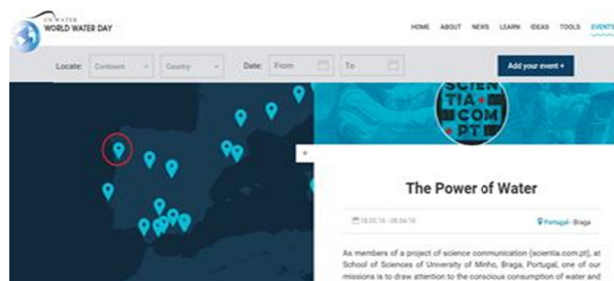 UN WATER
WORLD WATER DAY
HOME ABOUT NEWS LEARN IDEAS TOOLS EVENTS
Locate: Continent Country Date: From To Add your event +
SCIEN
TIA
COM
PT
The Power of Water
Portugal - Braga
As members of a project of science communication (scientia.com.pt), at
School of Sciences of University of Minho, Braga, Portugal, one of our
missions is to draw attention to the conscious consumption of water and